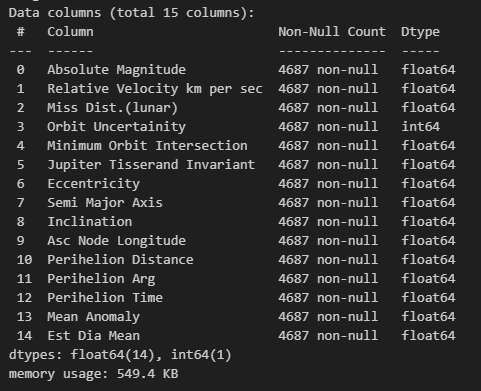 Data columns (total 15 columns):
 #   Column                       Non-Null Count  Dtype
---  ------                       --------------  -----
 0   Absolute Magnitude           4687 non-null   float64
 1   Relative Velocity km per sec  4687 non-null   float64
 2   Miss Dist.(lunar)            4687 non-null   float64
 3   Orbit Uncertainity           4687 non-null   int64
 4   Minimum Orbit Intersection   4687 non-null   float64
 5   Jupiter Tisserand Invariant  4687 non-null   float64
 6   Eccentricity                 4687 non-null   float64
 7   Semi Major Axis              4687 non-null   float64
 8   Inclination                  4687 non-null   float64
 9   Asc Node Longitude           4687 non-null   float64
 10  Perihelion Distance          4687 non-null   float64
 11  Perihelion Arg               4687 non-null   float64
 12  Perihelion Time              4687 non-null   float64
 13  Mean Anomaly                 4687 non-null   float64
 14  Est Dia Mean                 4687 non-null   float64
dtypes: float64(14), int64(1)
memory usage: 549.4 KB